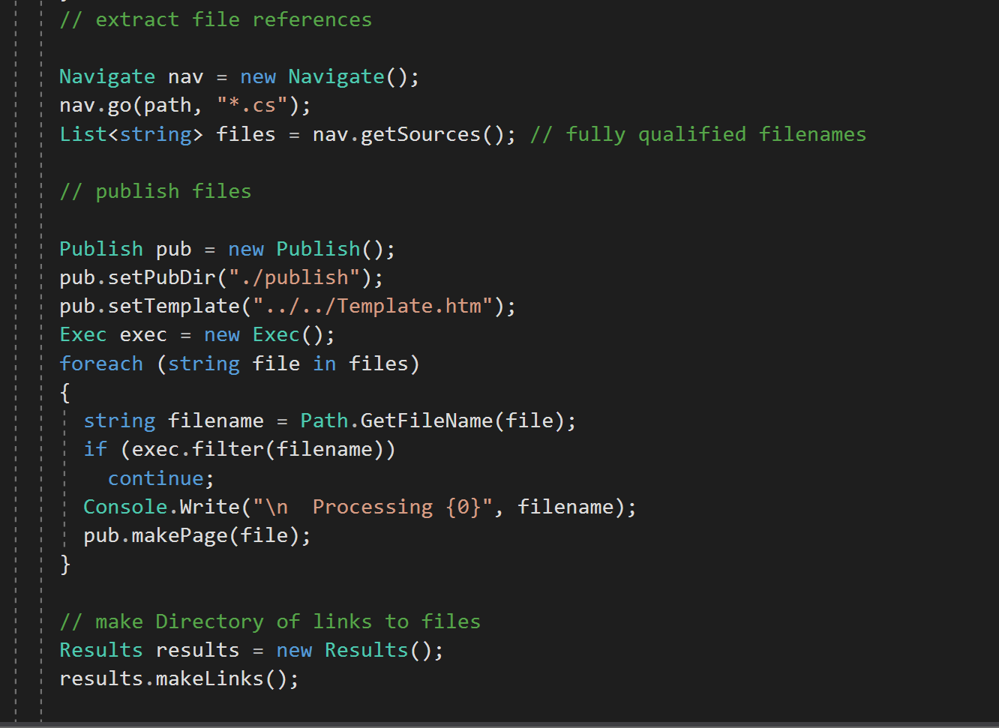 // extract file references
Navigate nav = new Navigate();
nav.go(path, "*.cs");
List<string> files = nav.getSources(); // fully qualified filenames
// publish files
Publish pub = new Publish();
pub.setPubDir("./publish");
pub.setTemplate("../../Template.htm");
Exec exec = new Exec();
foreach (string file in files)
{
  string filename = Path.GetFileName(file);
  if (exec.filter(filename))
    continue;
  Console.Write("\n  Processing {0}", filename);
  pub.makePage(file);
}
// make Directory of links to files
Results results = new Results();
results.makeLinks();